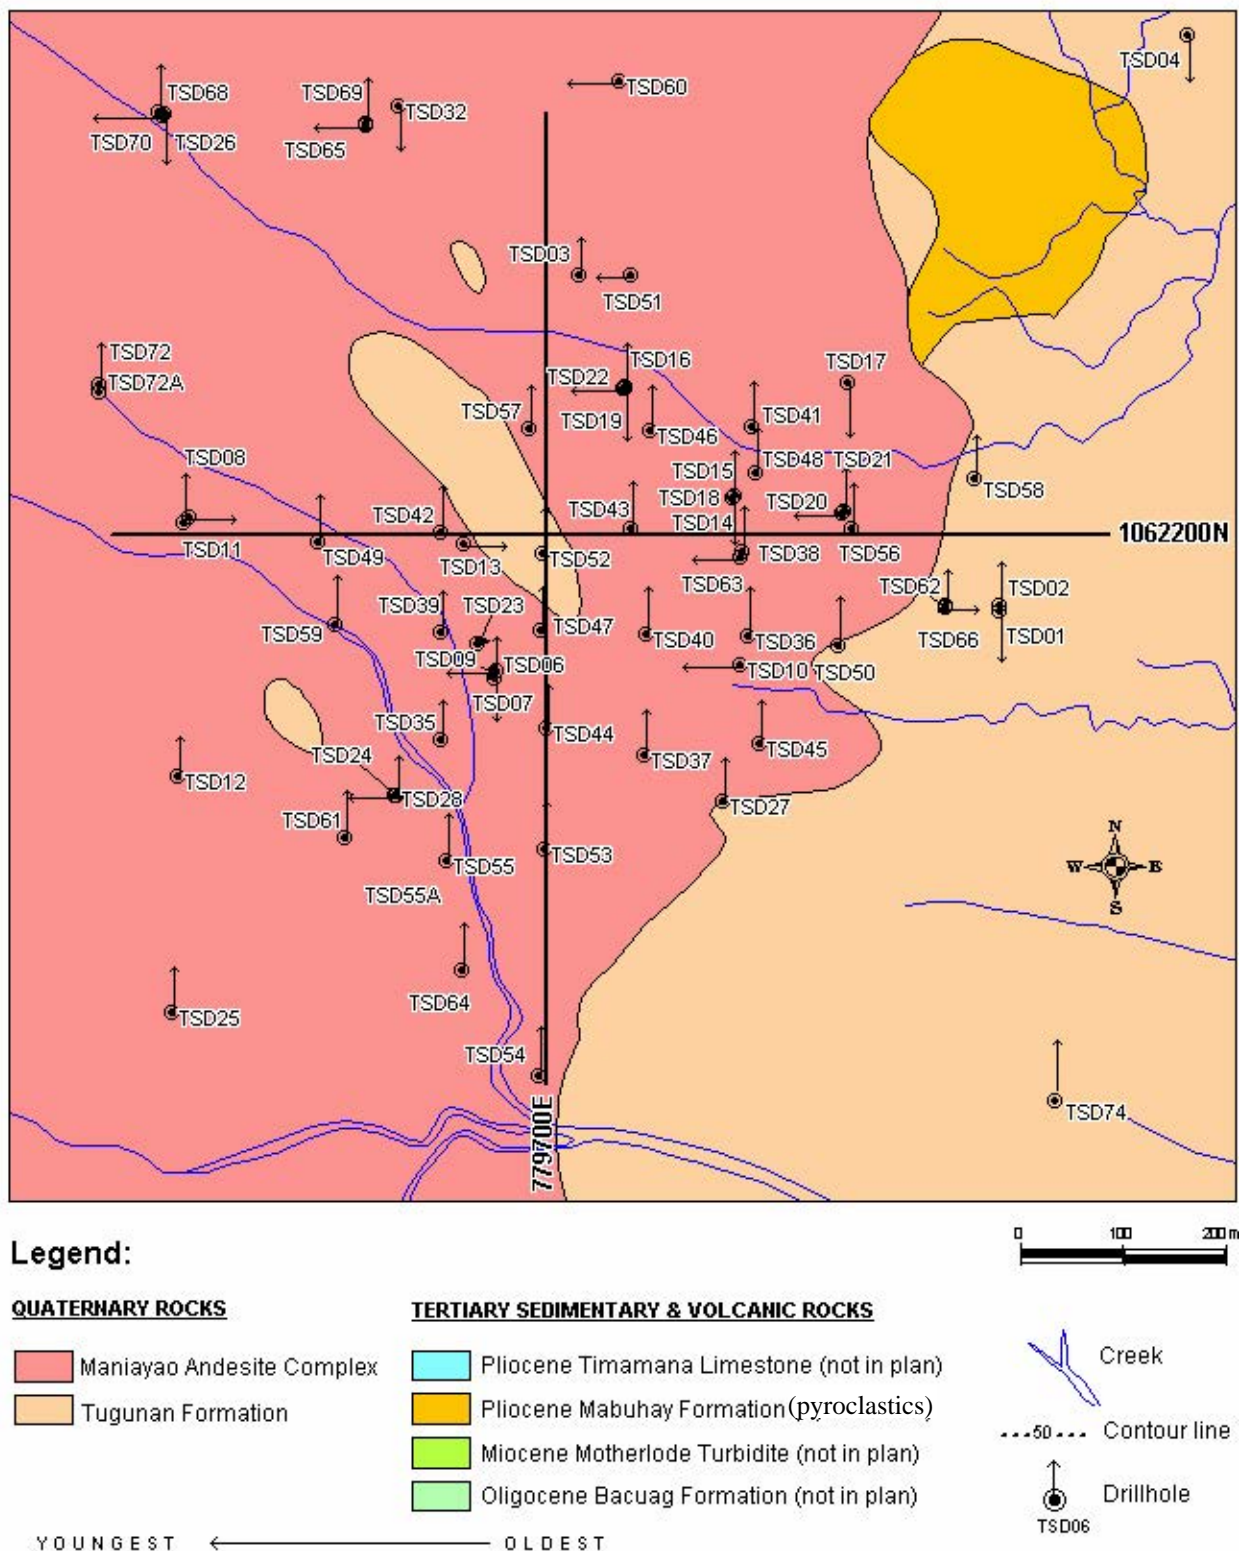 TSD04
TSD68
TSD69
TSD60
TSD32
TSD70
TSD26
TSD65
TSD03
TSD51
TSD72
TSD16
TSD17
TSD72A
TSD22
TSD57
TSD19
TSD46
TSD41
TSD08
TSD15
TSD48
TSD21
TSD58
TSD42
TSD43
TSD18
TSD20
TSD14
1062200N
TSD11
TSD49
TSD13
TSD52
TSD38
TSD56
TSD63
TSD62
TSD02
TSD39
TSD23
TSD59
TSD47
TSD40
TSD36
TSD66
TSD01
TSD09
TSD06
TSD10
TSD50
TSD07
TSD35
TSD44
TSD24
TSD37
TSD45
TSD12
TSD28
TSD27
TSD61
N
TSD53
TSD55
W
E
TSD55A
S
TSD64
TSD25
TSD54
TSD74
779700E
0 100 200 m
Legend:
QUATERNARY ROCKS
TERTIARY SEDIMENTARY & VOLCANIC ROCKS
Maniayao Andesite Complex
Pliocene Timamana Limestone (not in plan)
Creek
Tugunan Formation
Pliocene Mabuhay Formation (pyroclastics)
50
Contour line
Miocene Motherlode Turbidite (not in plan)
Oligocene Bacuag Formation (not in plan)
Drillhole
TSD06
YOUNGEST OLDEST